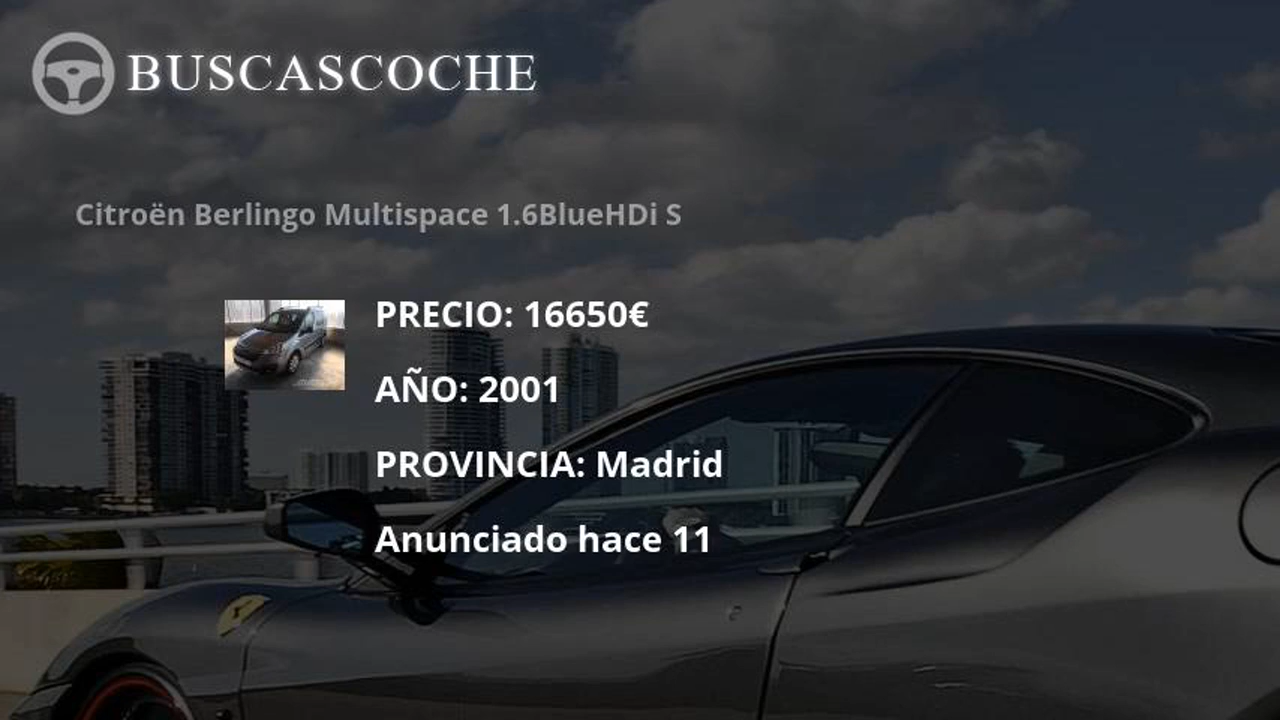 BUSCASCOCHE
Citroën Berlingo Multispace 1.6BlueHDi S
PRECIO: 16650€
AÑO: 2001
PROVINCIA: Madrid
Anunciado hace 11